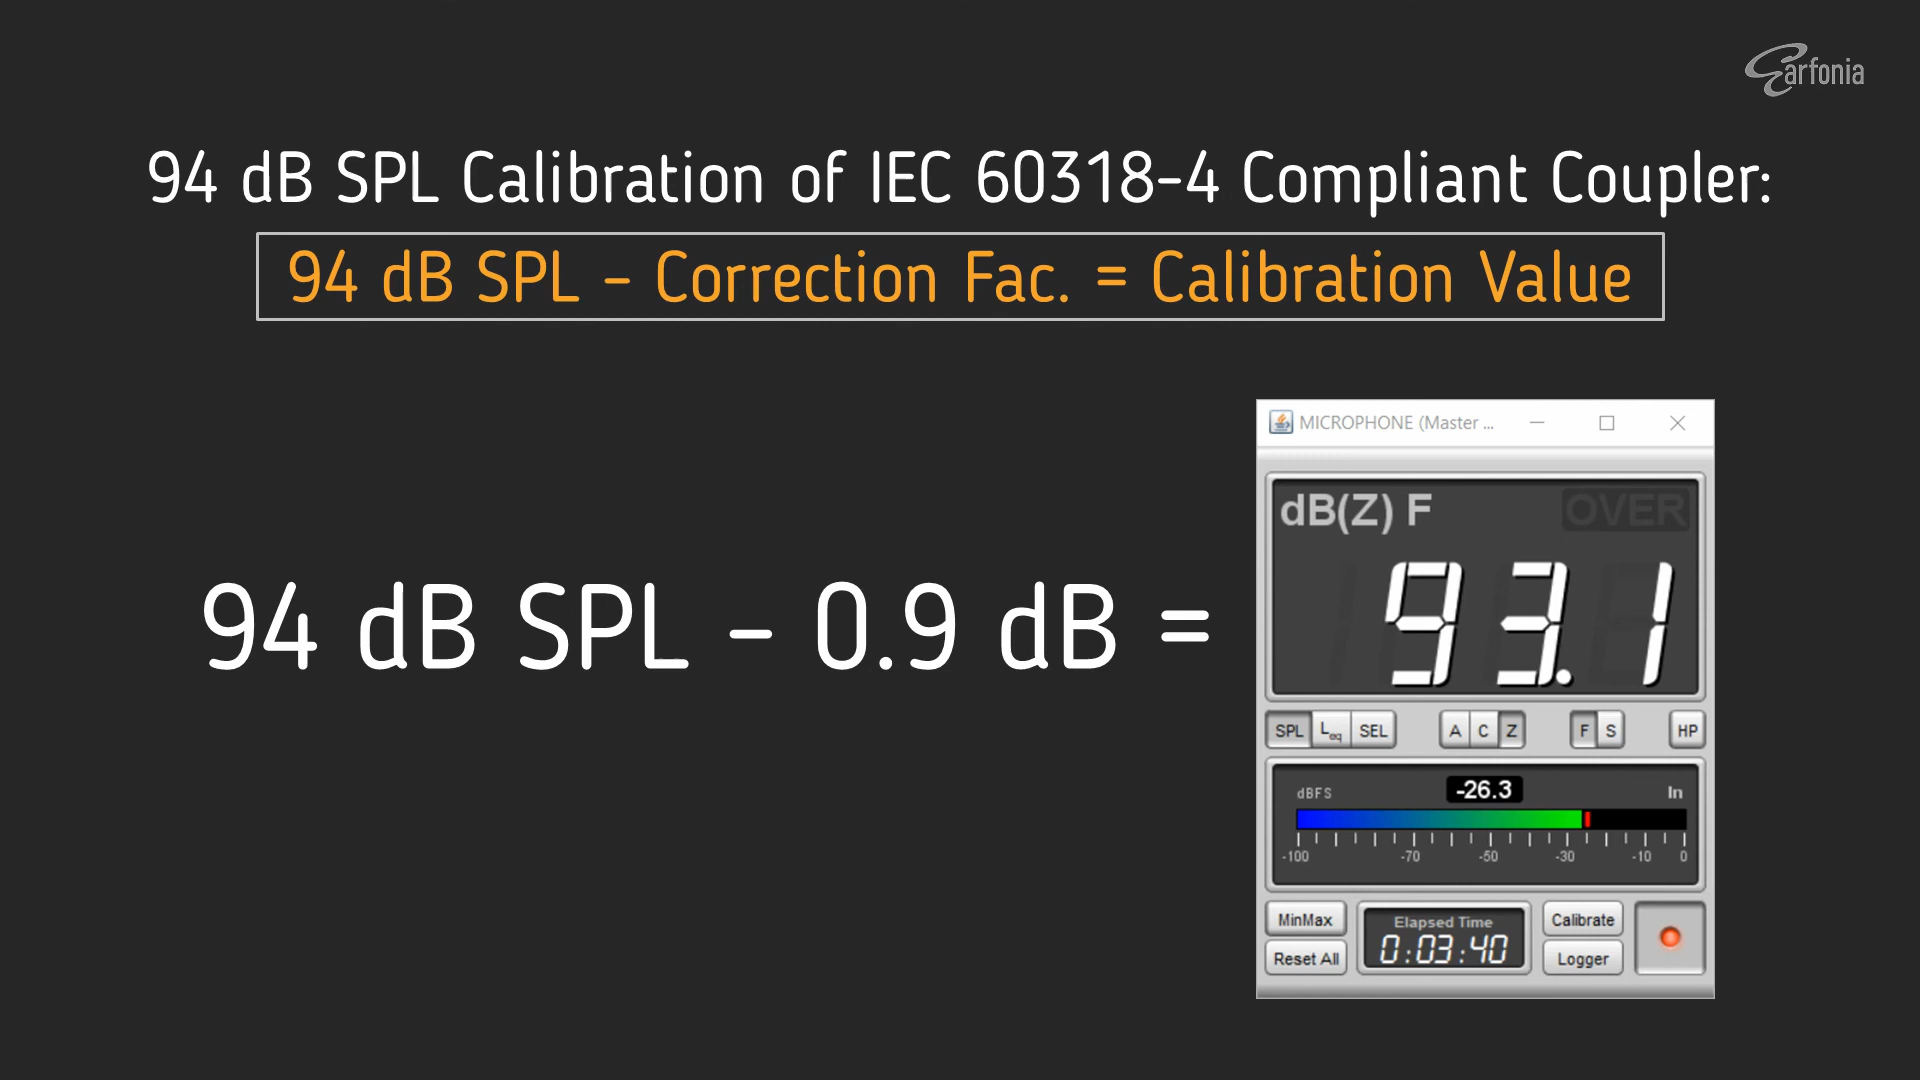 Earfonia
94 dB SPL Calibration of IEC 60318-4 Compliant Coupler:
94 dB SPL - Correction Fac. = Calibration Value
94 dB SPL - 0.9 dB =
MICROPHONE (Master ...
dB(Z) F OVER
93.1
SPL Leq SEL A C Z F S HP
dBFS -26.3 In
-100 -70 -50 -30 -10 0
MinMax Elapsed Time Calibrate
0:03:40
Reset All Logger